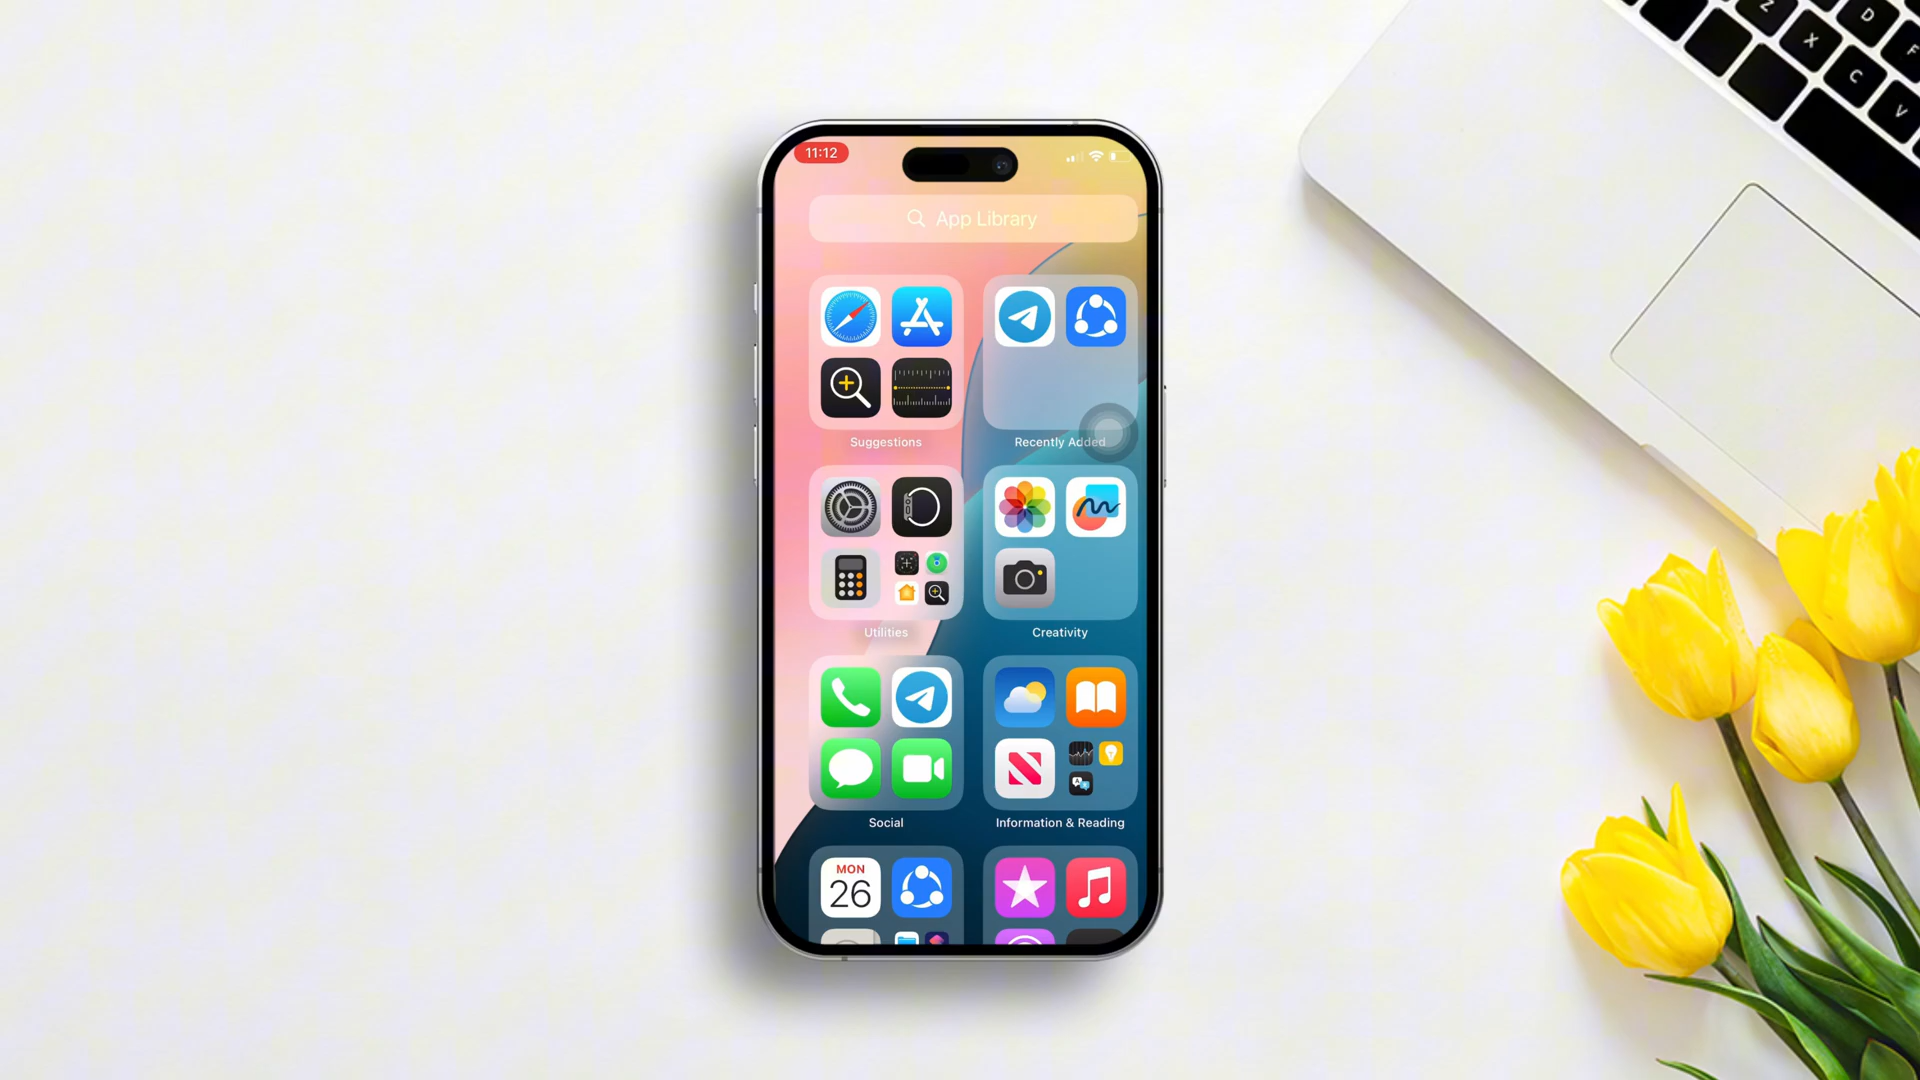 11:12
App Library
Suggestions
Recently Added
Utilities
Creativity
Social
Information & Reading
MON
26
Z
D
F
X
C
V